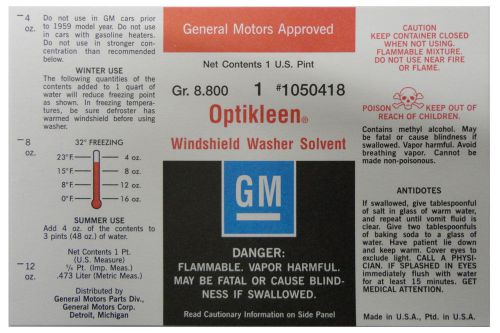 4 oz.
Do not use in GM cars prior
to 1959 model year. Do not use
in cars with gasoline heaters.
Do not use in stronger con-
centration than recommended
below.
WINTER USE
The following quantities of the
contents added to 1 quart of
water will reduce freezing point
as shown. In freezing tempera-
tures, be sure defroster has
warmed windshield before using
washer.
8 oz.
32° FREEZING
23°F. 4 oz.
15°F. 8 oz.
8°F. 12 oz.
0°F. 16 oz.
SUMMER USE
Add 4 oz. of the contents to
3 pints (48 oz.) of water.
12 oz.
Net Contents 1 Pt.
(U.S. Measure)
⅚ Pt. (Imp. Meas.)
.473 Liter (Metric Meas.)
Distributed by
General Motors Parts Div.,
General Motors Corp.
Detroit, Michigan
General Motors Approved
Net Contents 1 U.S. Pint
Gr. 8.800 1 #1050418
Optikleen®
Windshield Washer Solvent
GM
DANGER:
FLAMMABLE. VAPOR HARMFUL.
MAY BE FATAL OR CAUSE BLIND-
NESS IF SWALLOWED.
Read Cautionary Information on Side Panel
CAUTION
KEEP CONTAINER CLOSED
WHEN NOT USING.
FLAMMABLE MIXTURE.
DO NOT USE NEAR FIRE
OR FLAME.
POISON KEEP OUT OF
REACH OF CHILDREN.
Contains methyl alcohol. May
be fatal or cause blindness if
swallowed. Vapor harmful. Avoid
breathing vapor. Cannot be
made non-poisonous.
ANTIDOTES
If swallowed, give tablespoonful
of salt in glass of warm water,
and repeat until vomit fluid is
clear. Give two tablespoonfuls
of baking soda to a glass of
water. Have patient lie down
and keep warm. Cover eyes to
exclude light. CALL A PHYSI-
CIAN. IF SPLASHED IN EYES
immediately flush with water
for at least 15 minutes. GET
MEDICAL ATTENTION.
Made in U.S.A., Ptd. in U.S.A.